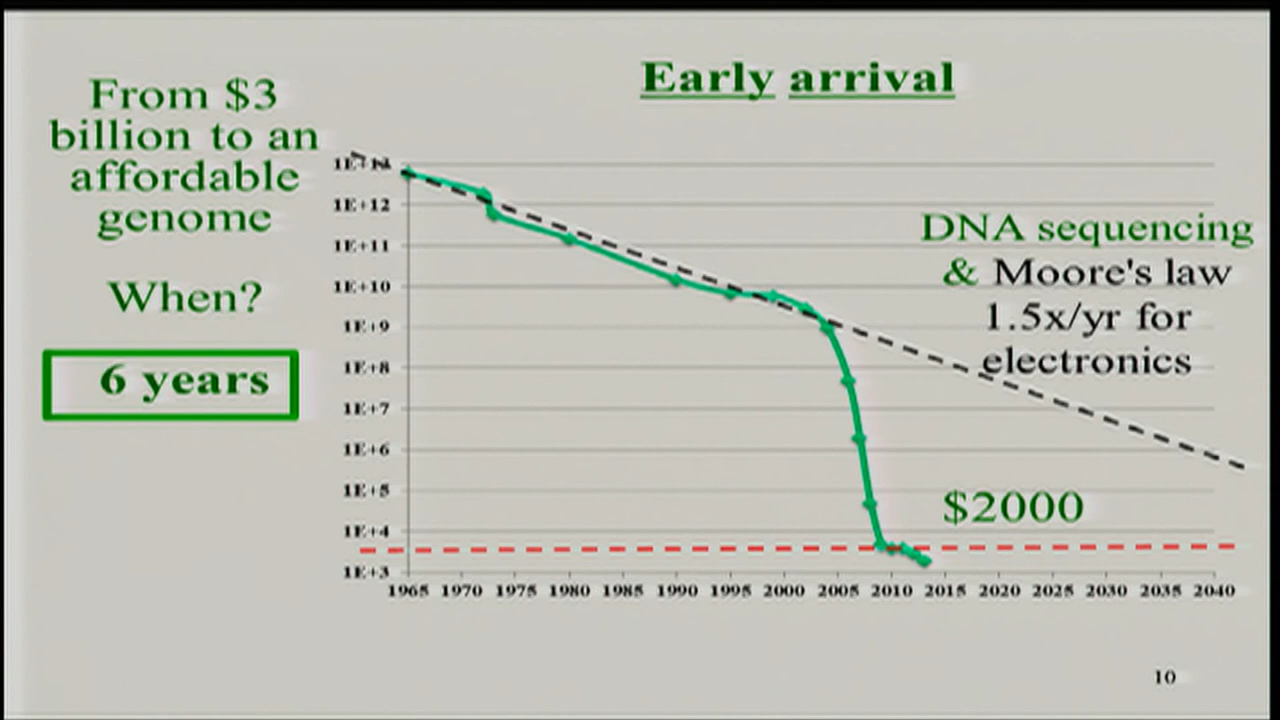 Early arrival
From $3
billion to an
affordable
genome
When?
6 years
DNA sequencing
& Moore's law
1.5x/yr for
electronics
$2000
1E+12
1E+11
1E+10
1E+9
1E+8
1E+7
1E+6
1E+5
1E+4
1E+3
1965 1970 1975 1980 1985 1990 1995 2000 2005 2010 2015 2020 2025 2030 2035 2040
10